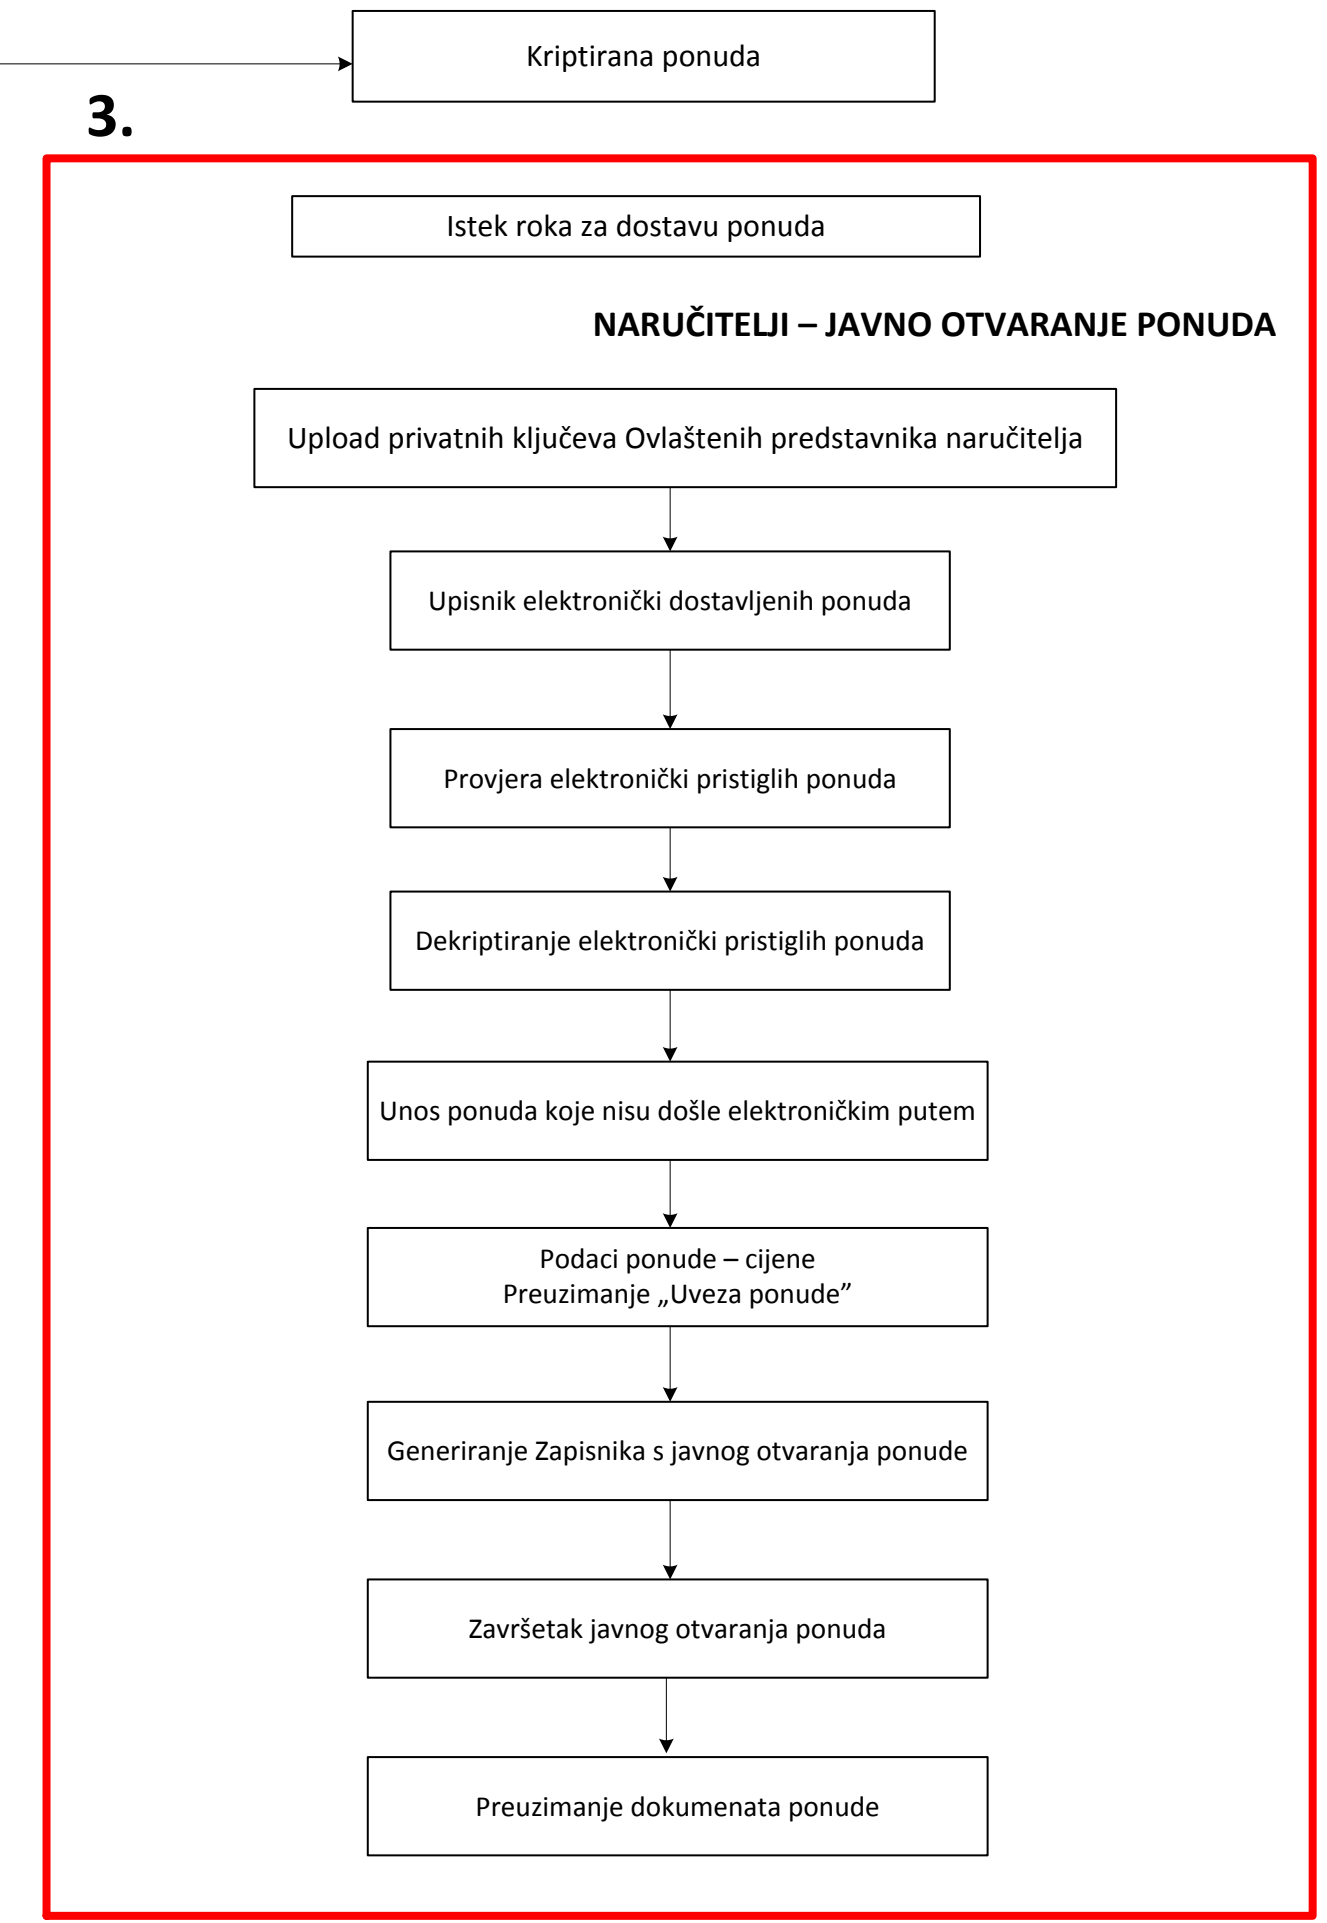 Kriptirana ponuda
3.
Istek roka za dostavu ponuda
NARUČITELJI – JAVNO OTVARANJE PONUDA
Upload privatnih ključeva Ovlaštenih predstavnika naručitelja
Upisnik elektronički dostavljenih ponuda
Provjera elektronički pristiglih ponuda
Dekriptiranje elektronički pristiglih ponuda
Unos ponuda koje nisu došle elektroničkim putem
Podaci ponude – cijene
Preuzimanje „Uveza ponude”
Generiranje Zapisnika s javnog otvaranja ponude
Završetak javnog otvaranja ponuda
Preuzimanje dokumenata ponude